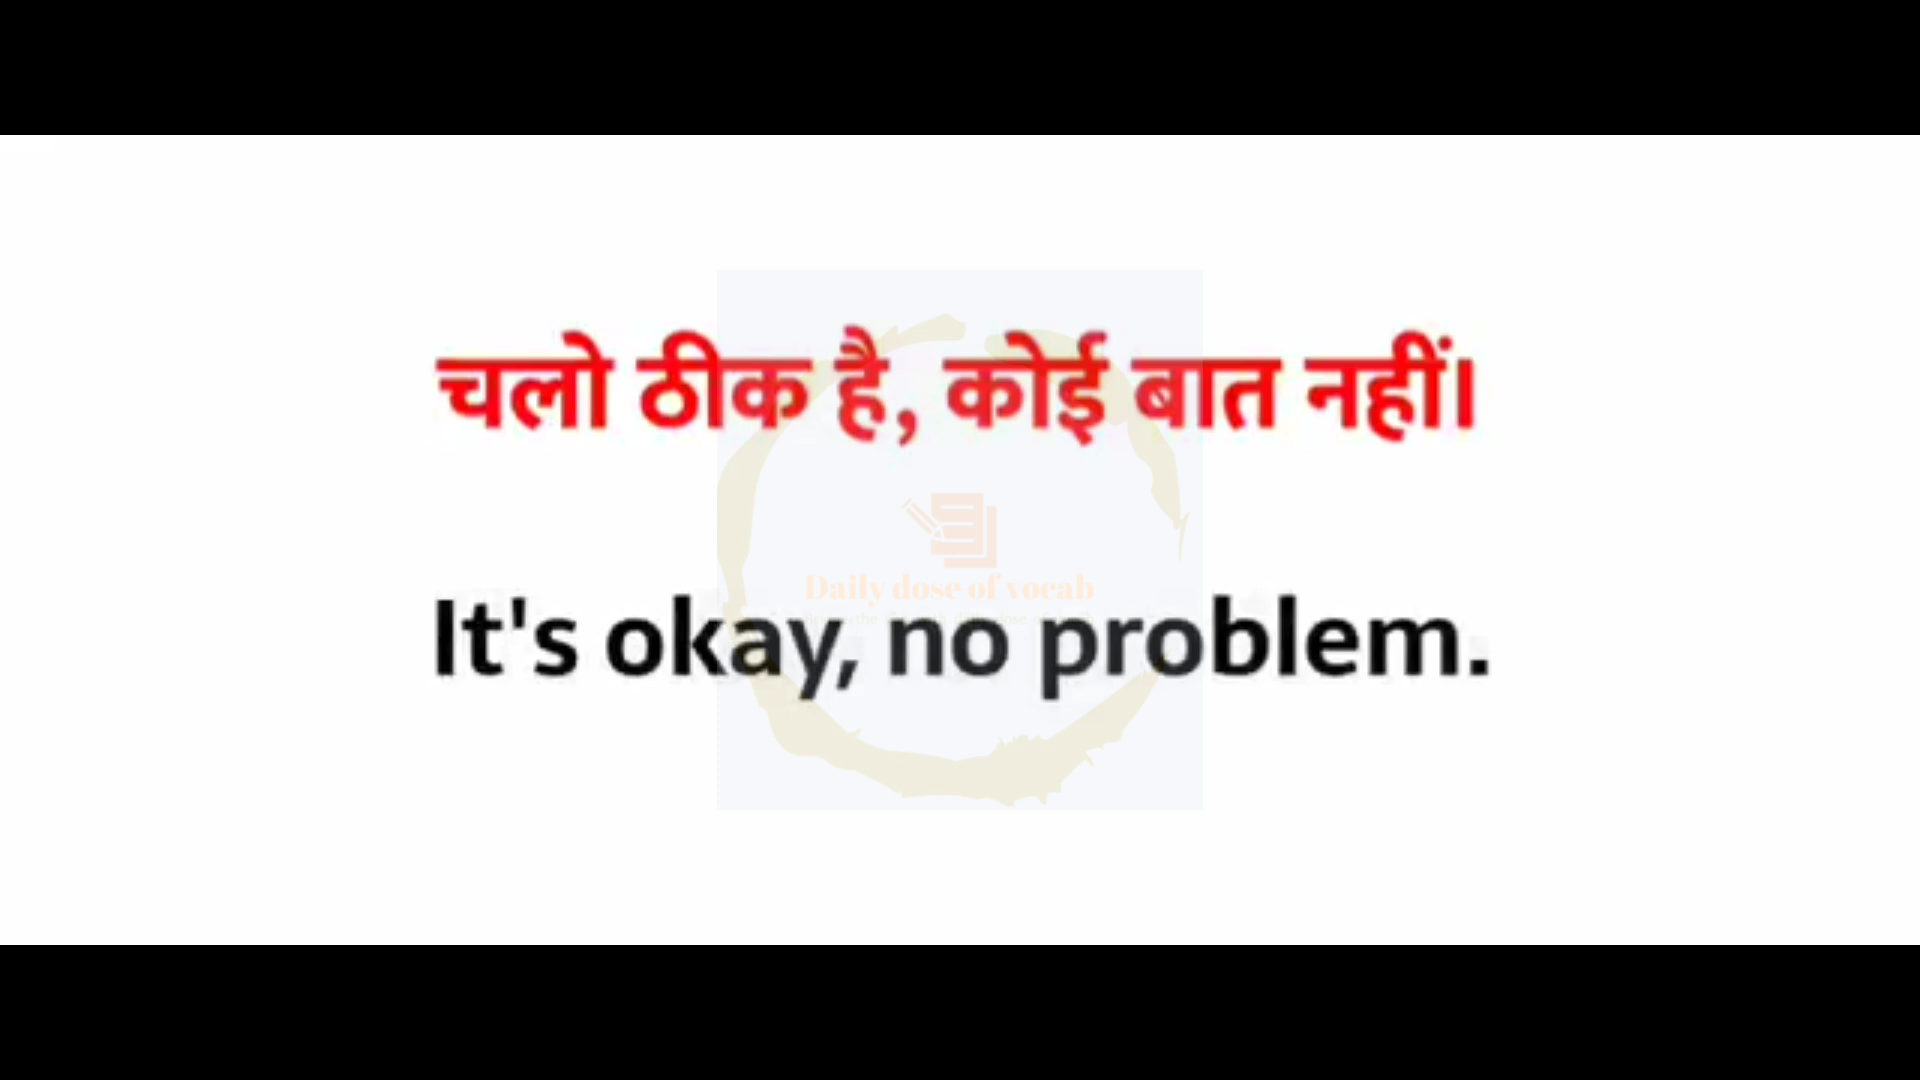 चलो ठीक है, कोई बात नहीं।
Daily dose of vocab
It's okay, no problem.